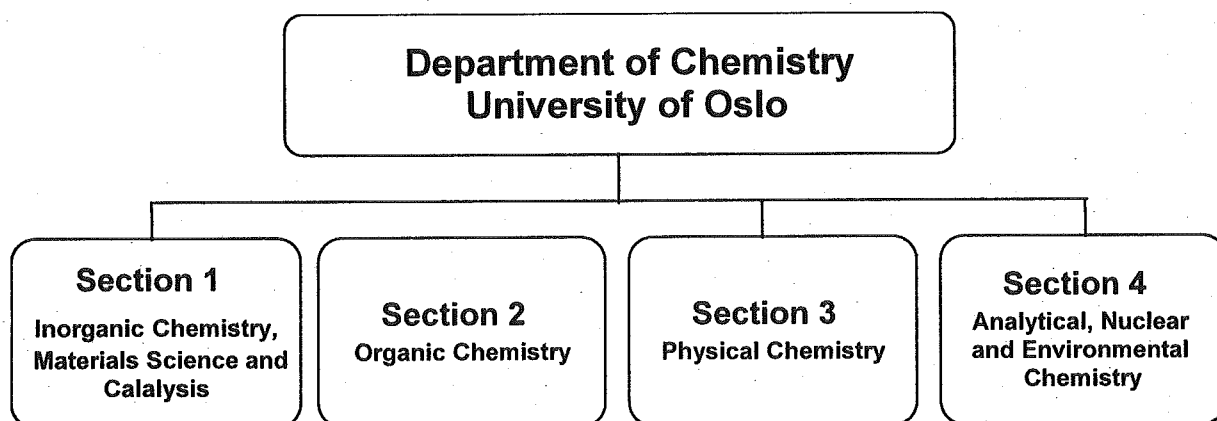 Department of Chemistry
University of Oslo
Section 1
Inorganic Chemistry,
Materials Science and
Calalysis
Section 2
Organic Chemistry
Section 3
Physical Chemistry
Section 4
Analytical, Nuclear
and Environmental
Chemistry